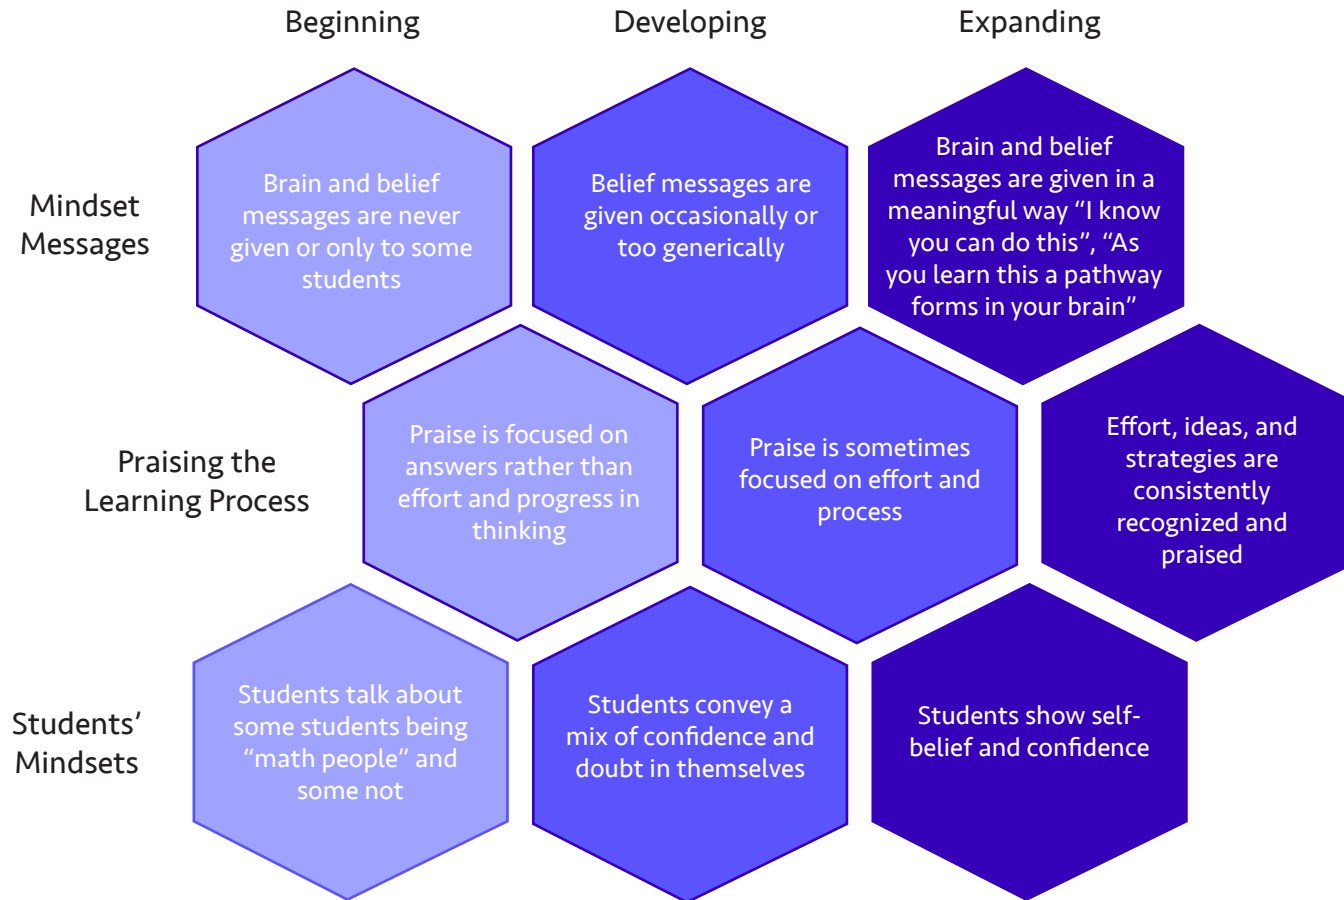 Beginning
Developing
Expanding
Mindset
Messages
Brain and belief
messages are never
given or only to some
students
Belief messages are
given occasionally or
too generically
Brain and belief
messages are given in a
meaningful way “I know
you can do this”, “As
you learn this a pathway
forms in your brain”
Praising the
Learning Process
Praise is focused on
answers rather than
effort and progress in
thinking
Praise is sometimes
focused on effort and
process
Effort, ideas, and
strategies are
consistently
recognized and
praised
Students’
Mindsets
Students talk about
some students being
“math people” and
some not
Students convey a
mix of confidence and
doubt in themselves
Students show self-
belief and confidence